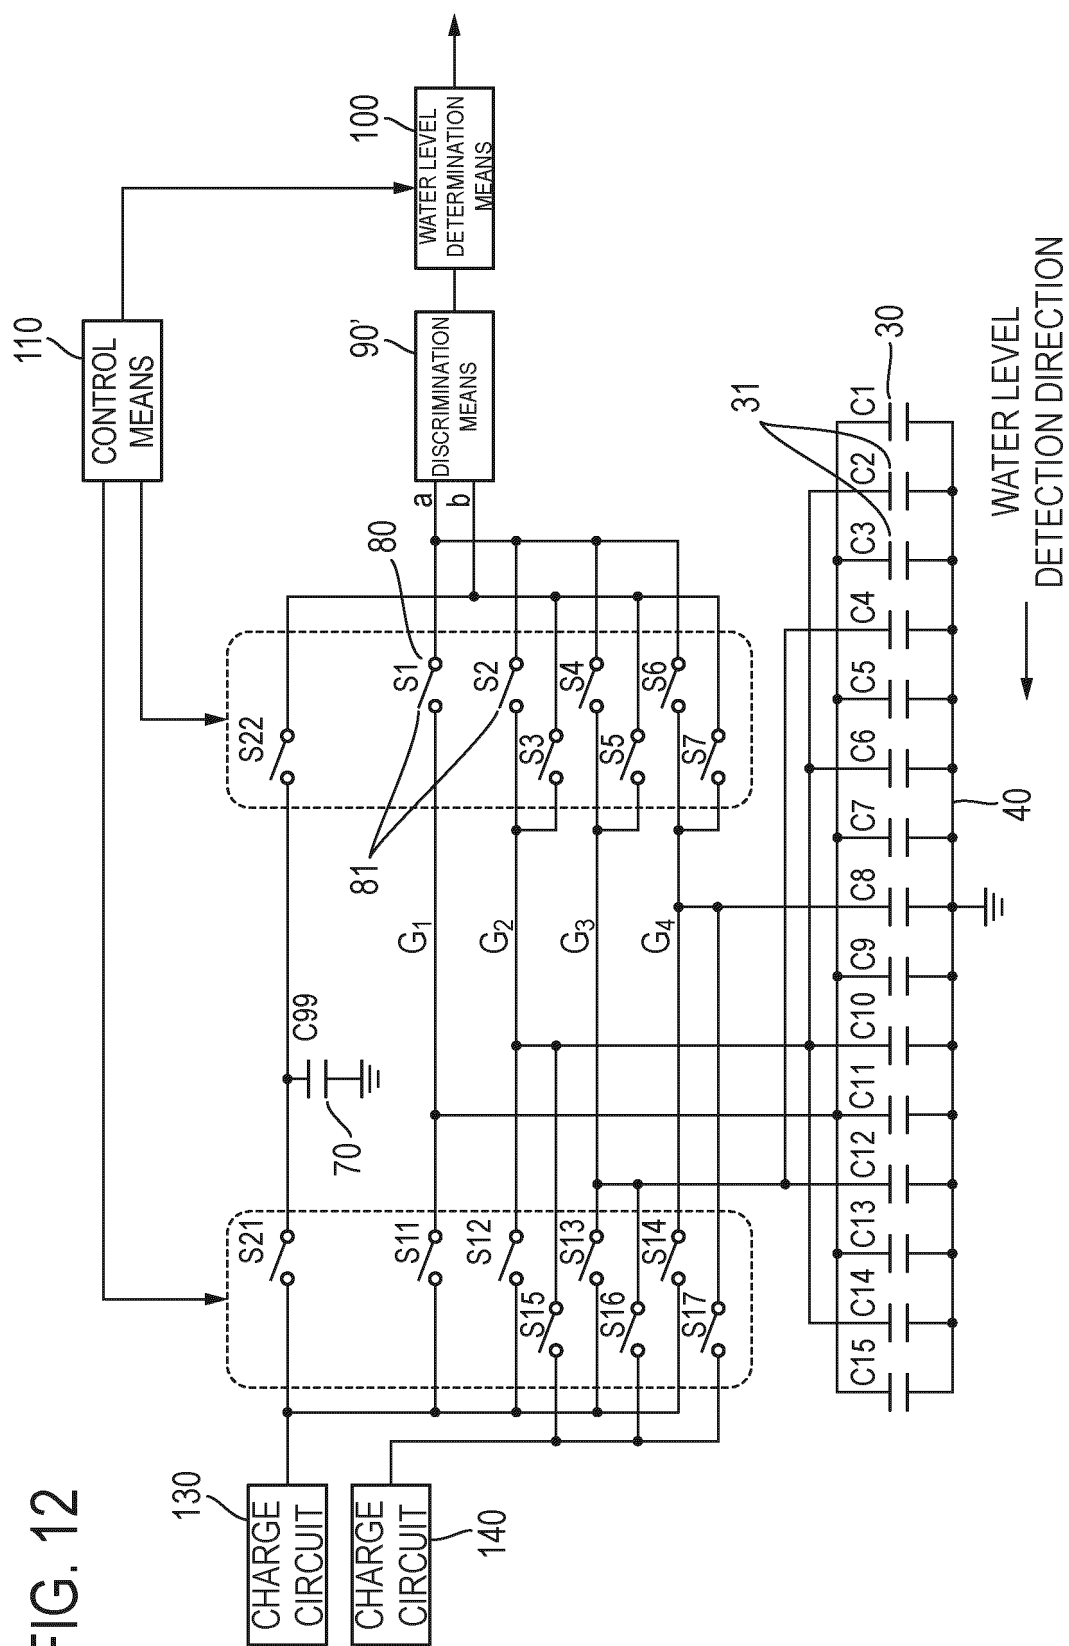 FIG. 12
110
CONTROL
MEANS
100
WATER LEVEL
DETERMINATION
MEANS
90'
DISCRIMINATION
MEANS
a
b
130
CHARGE
CIRCUIT
140
CHARGE
CIRCUIT
S21
S11
S12
S15
S13
S16
S14
S17
C99
70
G1
G2
G3
G4
80
81
S22
S1
S2
S3
S4
S5
S6
S7
C15
C14
C13
C12
C11
C10
C9
C8
C7
C6
C5
C4
C3
C2
C1
31
30
40
WATER LEVEL
DETECTION DIRECTION